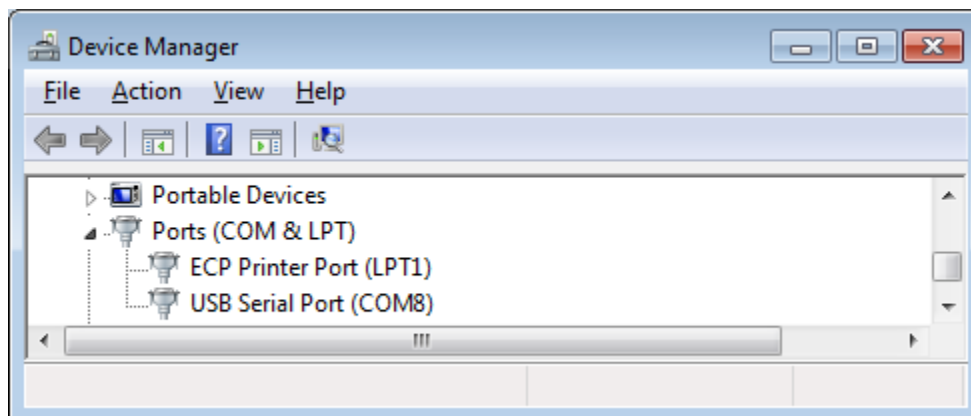 Device Manager
File Action View Help
Portable Devices
Ports (COM & LPT)
ECP Printer Port (LPT1)
USB Serial Port (COM8)